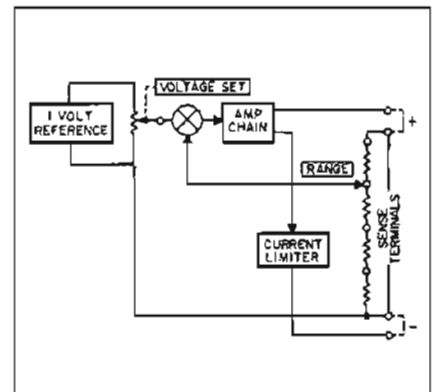 VOLTAGE SET
1 VOLT
REFERENCE
AMP
CHAIN
+
RANGE
SENSE
TERMINALS
CURRENT
LIMITER
-